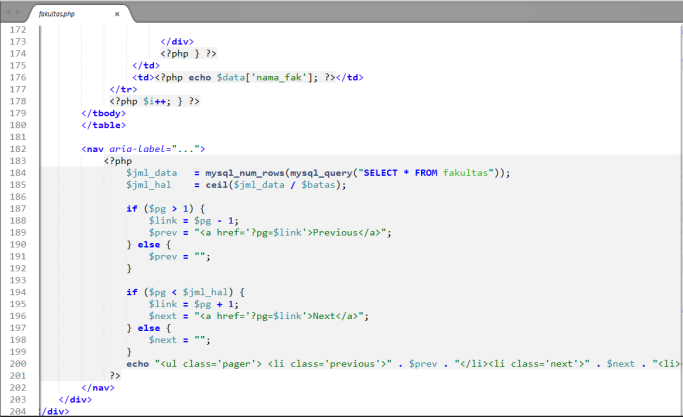 fakultas.php ×
172
173 </div>
174 <?php } ?>
175 </td>
176 <td><?php echo $data['nama_fak']; ?></td>
177 </tr>
178 <?php $i++; } ?>
179 </tbody>
180 </table>
181
182 <nav aria-label="...">
183 <?php
184 $jml_data = mysql_num_rows(mysql_query("SELECT * FROM fakultas"));
185 $jml_hal = ceil($jml_data / $batas);
186
187 if ($pg > 1) {
188 $link = $pg - 1;
189 $prev = "<a href='?pg=$link'>Previous</a>";
190 } else {
191 $prev = "";
192 }
193
194 if ($pg < $jml_hal) {
195 $link = $pg + 1;
196 $next = "<a href='?pg=$link'>Next</a>";
197 } else {
198 $next = "";
199 }
200 echo "<ul class='pager'> <li class='previous'>" . $prev . "</li><li class='next'>" . $next . "<li>
201 ?>
202 </nav>
203 </div>
204 /div>